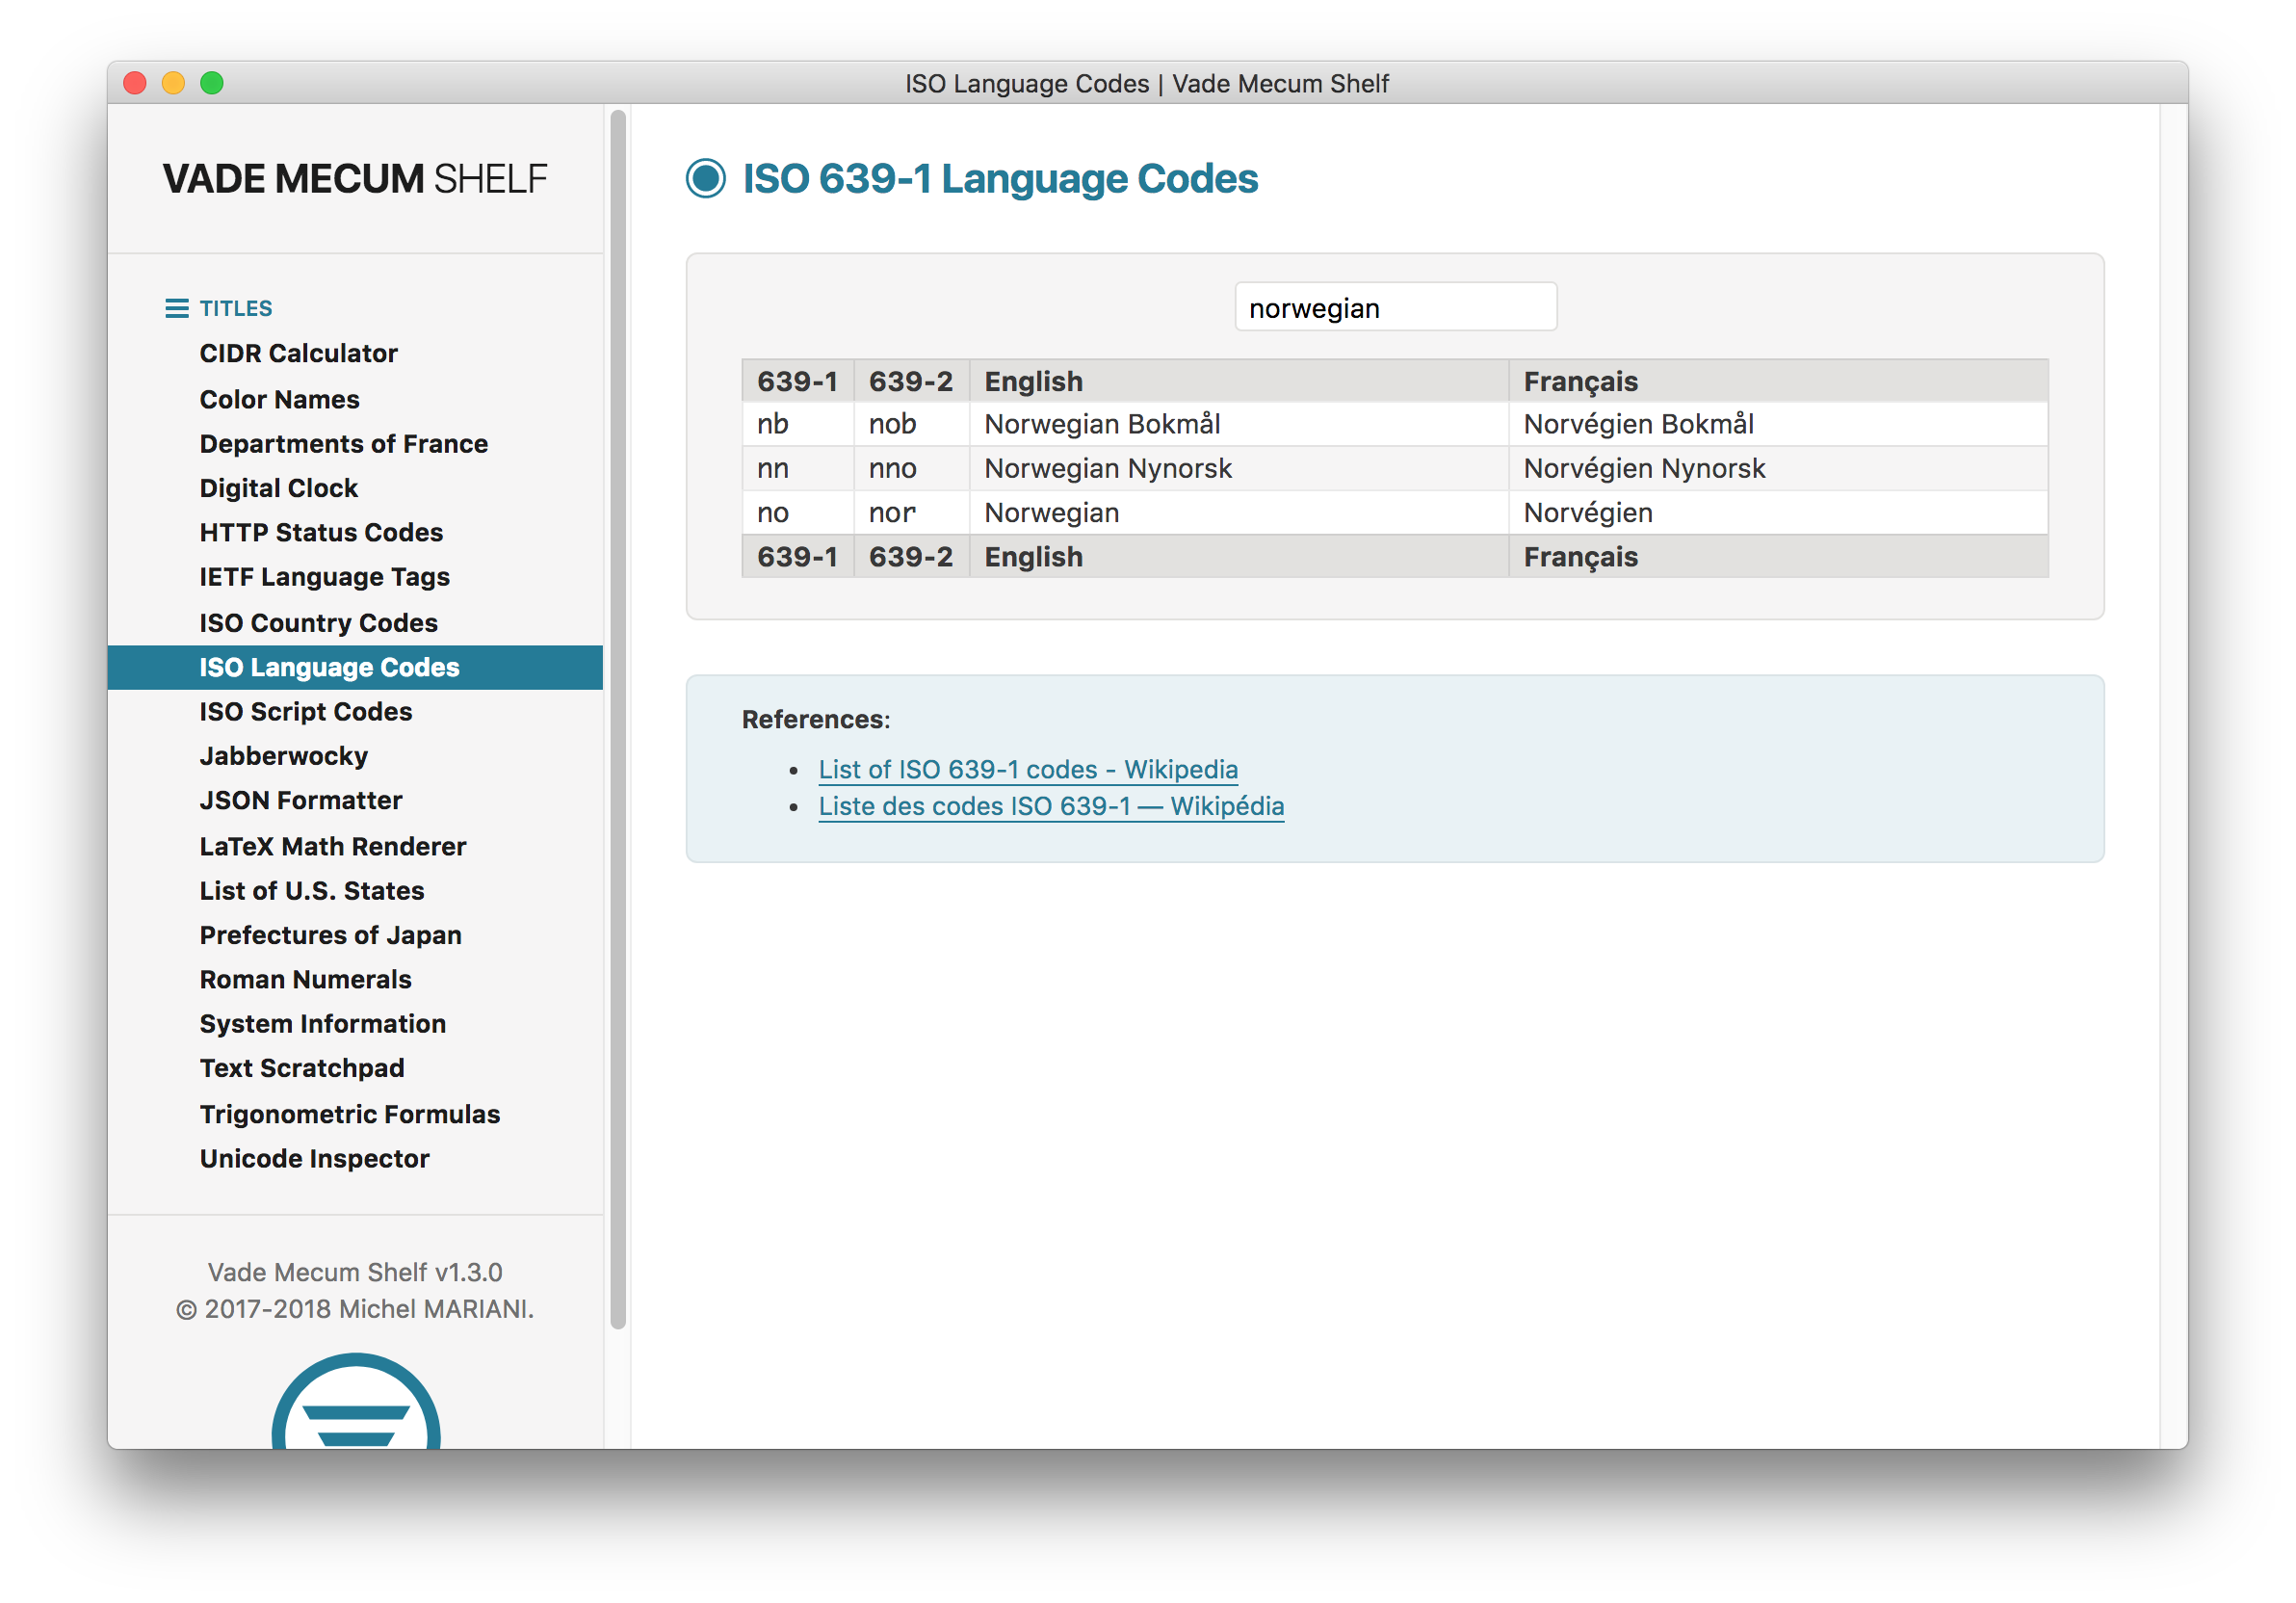 ISO Language Codes | Vade Mecum Shelf
VADE MECUM SHELF
TITLES
CIDR Calculator
Color Names
Departments of France
Digital Clock
HTTP Status Codes
IETF Language Tags
ISO Country Codes
ISO Language Codes
ISO Script Codes
Jabberwocky
JSON Formatter
LaTeX Math Renderer
List of U.S. States
Prefectures of Japan
Roman Numerals
System Information
Text Scratchpad
Trigonometric Formulas
Unicode Inspector
Vade Mecum Shelf v1.3.0
© 2017-2018 Michel MARIANI.
ISO 639-1 Language Codes
norwegian
639-1 639-2 English Français
nb nob Norwegian Bokmål Norvégien Bokmål
nn nno Norwegian Nynorsk Norvégien Nynorsk
no nor Norwegian Norvégien
639-1 639-2 English Français
References:
• List of ISO 639-1 codes - Wikipedia
• Liste des codes ISO 639-1 — Wikipédia